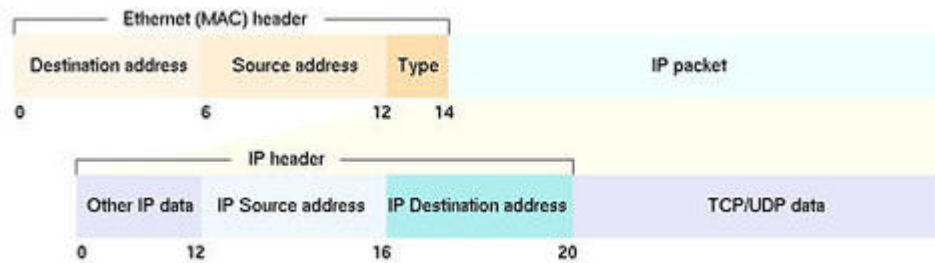 Ethernet (MAC) header
Destination address Source address Type IP packet
0 6 12 14
IP header
Other IP data IP Source address IP Destination address TCP/UDP data
0 12 16 20